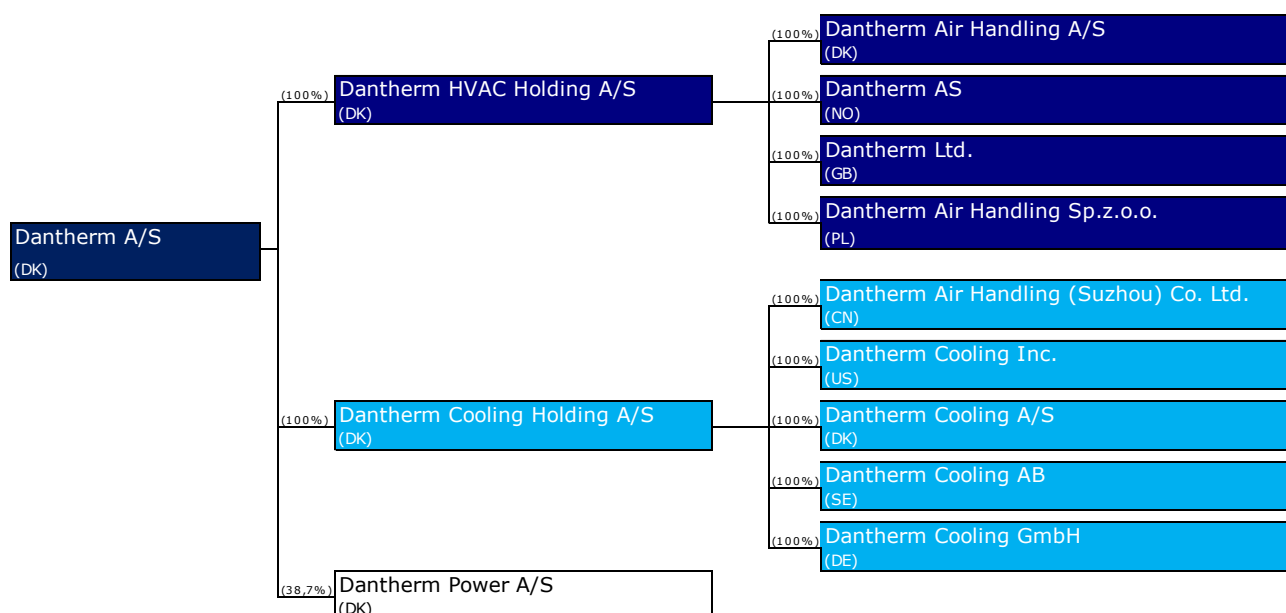 Dantherm A/S
(DK)
(100%)
Dantherm HVAC Holding A/S
(DK)
(100%)
Dantherm Air Handling A/S
(DK)
(100%)
Dantherm AS
(NO)
(100%)
Dantherm Ltd.
(GB)
(100%)
Dantherm Air Handling Sp.z.o.o.
(PL)
(100%)
Dantherm Cooling Holding A/S
(DK)
(100%)
Dantherm Air Handling (Suzhou) Co. Ltd.
(CN)
(100%)
Dantherm Cooling Inc.
(US)
(100%)
Dantherm Cooling A/S
(DK)
(100%)
Dantherm Cooling AB
(SE)
(100%)
Dantherm Cooling GmbH
(DE)
(38,7%)
Dantherm Power A/S
(DK)